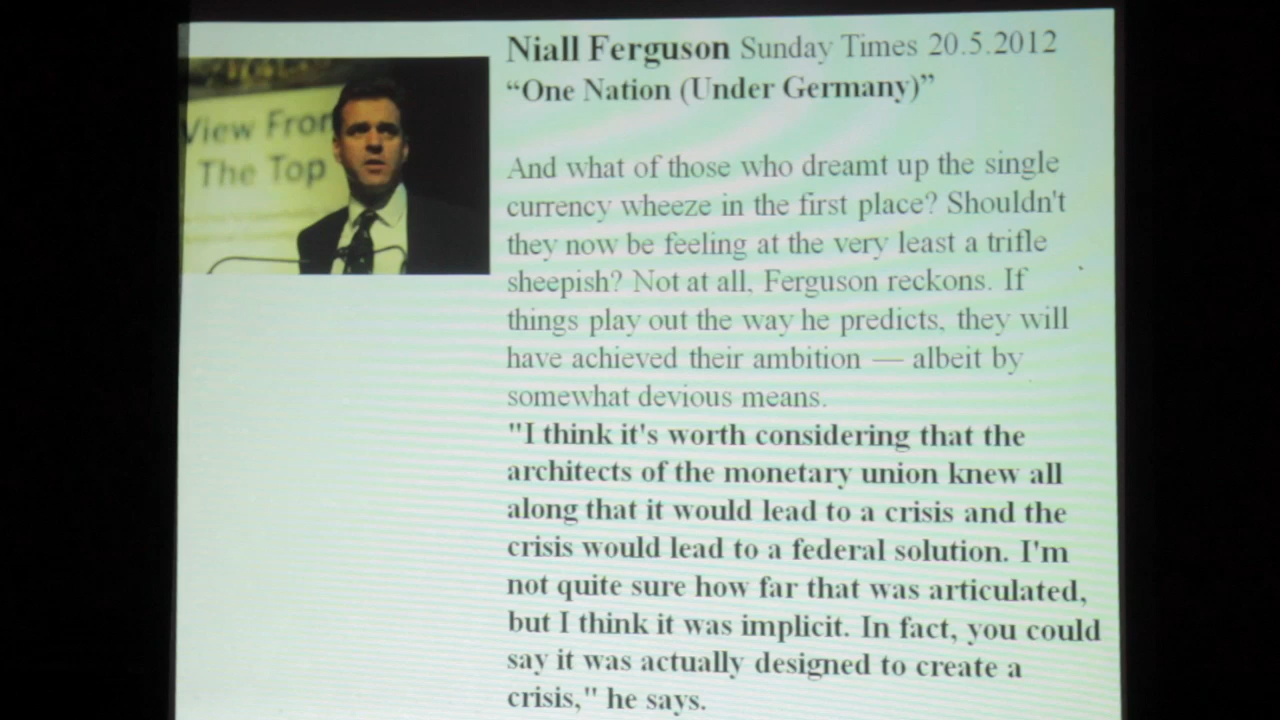 View From
The Top
Niall Ferguson Sunday Times 20.5.2012
“One Nation (Under Germany)”
And what of those who dreamt up the single
currency wheeze in the first place? Shouldn't
they now be feeling at the very least a trifle
sheepish? Not at all, Ferguson reckons. If
things play out the way he predicts, they will
have achieved their ambition — albeit by
somewhat devious means.
"I think it's worth considering that the
architects of the monetary union knew all
along that it would lead to a crisis and the
crisis would lead to a federal solution. I'm
not quite sure how far that was articulated,
but I think it was implicit. In fact, you could
say it was actually designed to create a
crisis," he says.